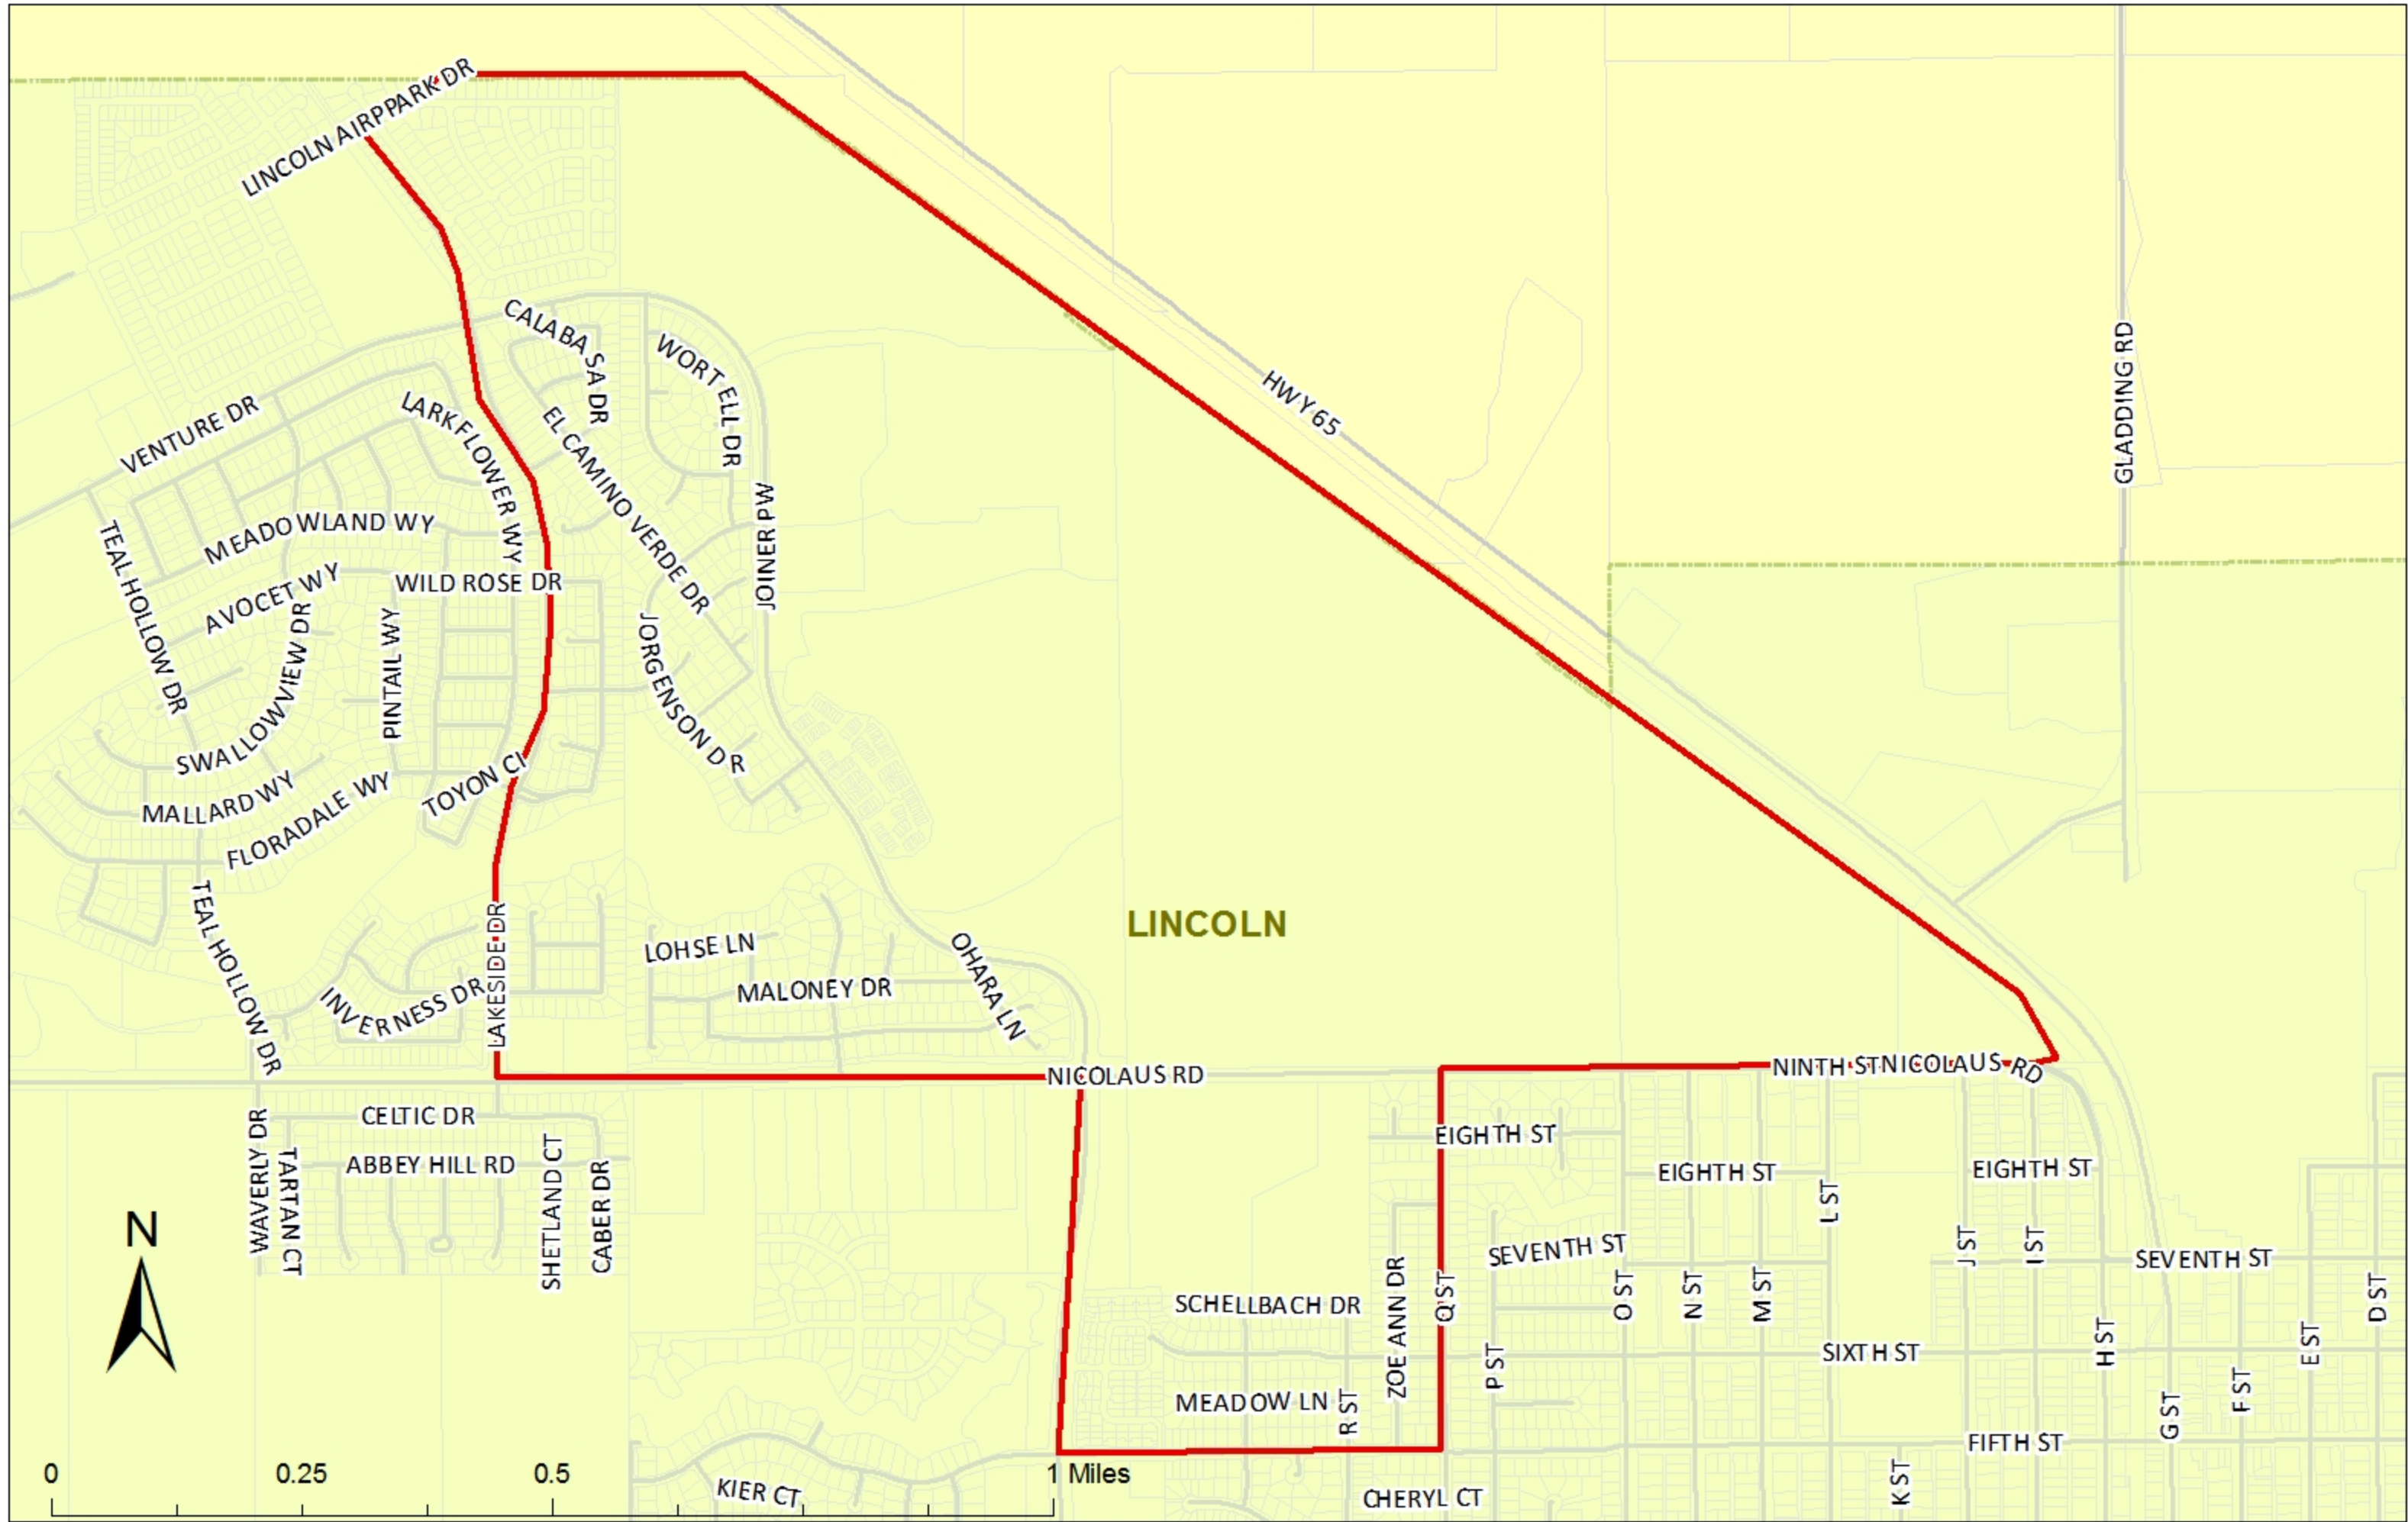 LINCOLN AIRPPARK DR
CALABASA DR
WORTELL DR
HWY 65
GLADDING RD
VENTURE DR
LARKFLOWER WY
EL CAMINO VERDE DR
JOINER PW
TEAL HOLLOW DR
MEADOWLAND WY
AVOCET WY
WILD ROSE DR
SWALLOWVIEW DR
PINTAIL WY
JORGENSON DR
MALLARD WY
FLORADALE WY
TOYON CI
TEAL HOLLOW DR
LAKESIDE DR
LINCOLN
LOHSE LN
OHARA LN
INVERNESS DR
MALONEY DR
NICOLAUS RD
NINTH ST
NICOLAUS RD
WAVERLY DR
CELTIC DR
TARTAN CT
ABBEY HILL RD
SHETLAND CT
CABER DR
EIGHTH ST
EIGHTH ST
EIGHTH ST
L ST
N
SEVENTH ST
J ST
I ST
SEVENTH ST
SCHELLBACH DR
ZOE ANN DR
Q ST
O ST
N ST
M ST
D ST
P ST
SIXTH ST
H ST
E ST
MEADOW LN
R ST
F ST
G ST
FIFTH ST
0 0.25 0.5 1 Miles
KIER CT
CHERYL CT
K ST